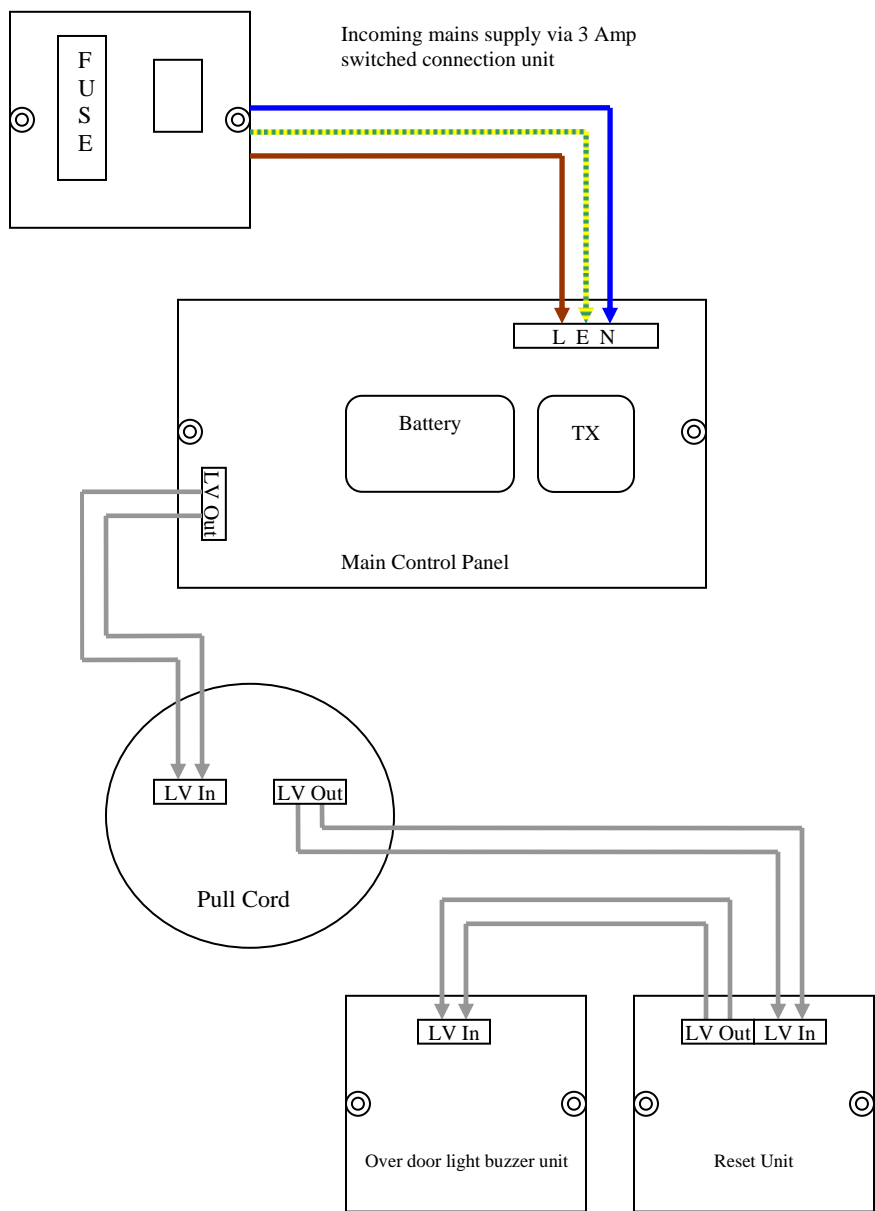 Incoming mains supply via 3 Amp
switched connection unit
F
U
S
E
L E N
Battery
TX
LV Out
Main Control Panel
LV In
LV Out
Pull Cord
LV In
LV Out
LV In
Over door light buzzer unit
Reset Unit